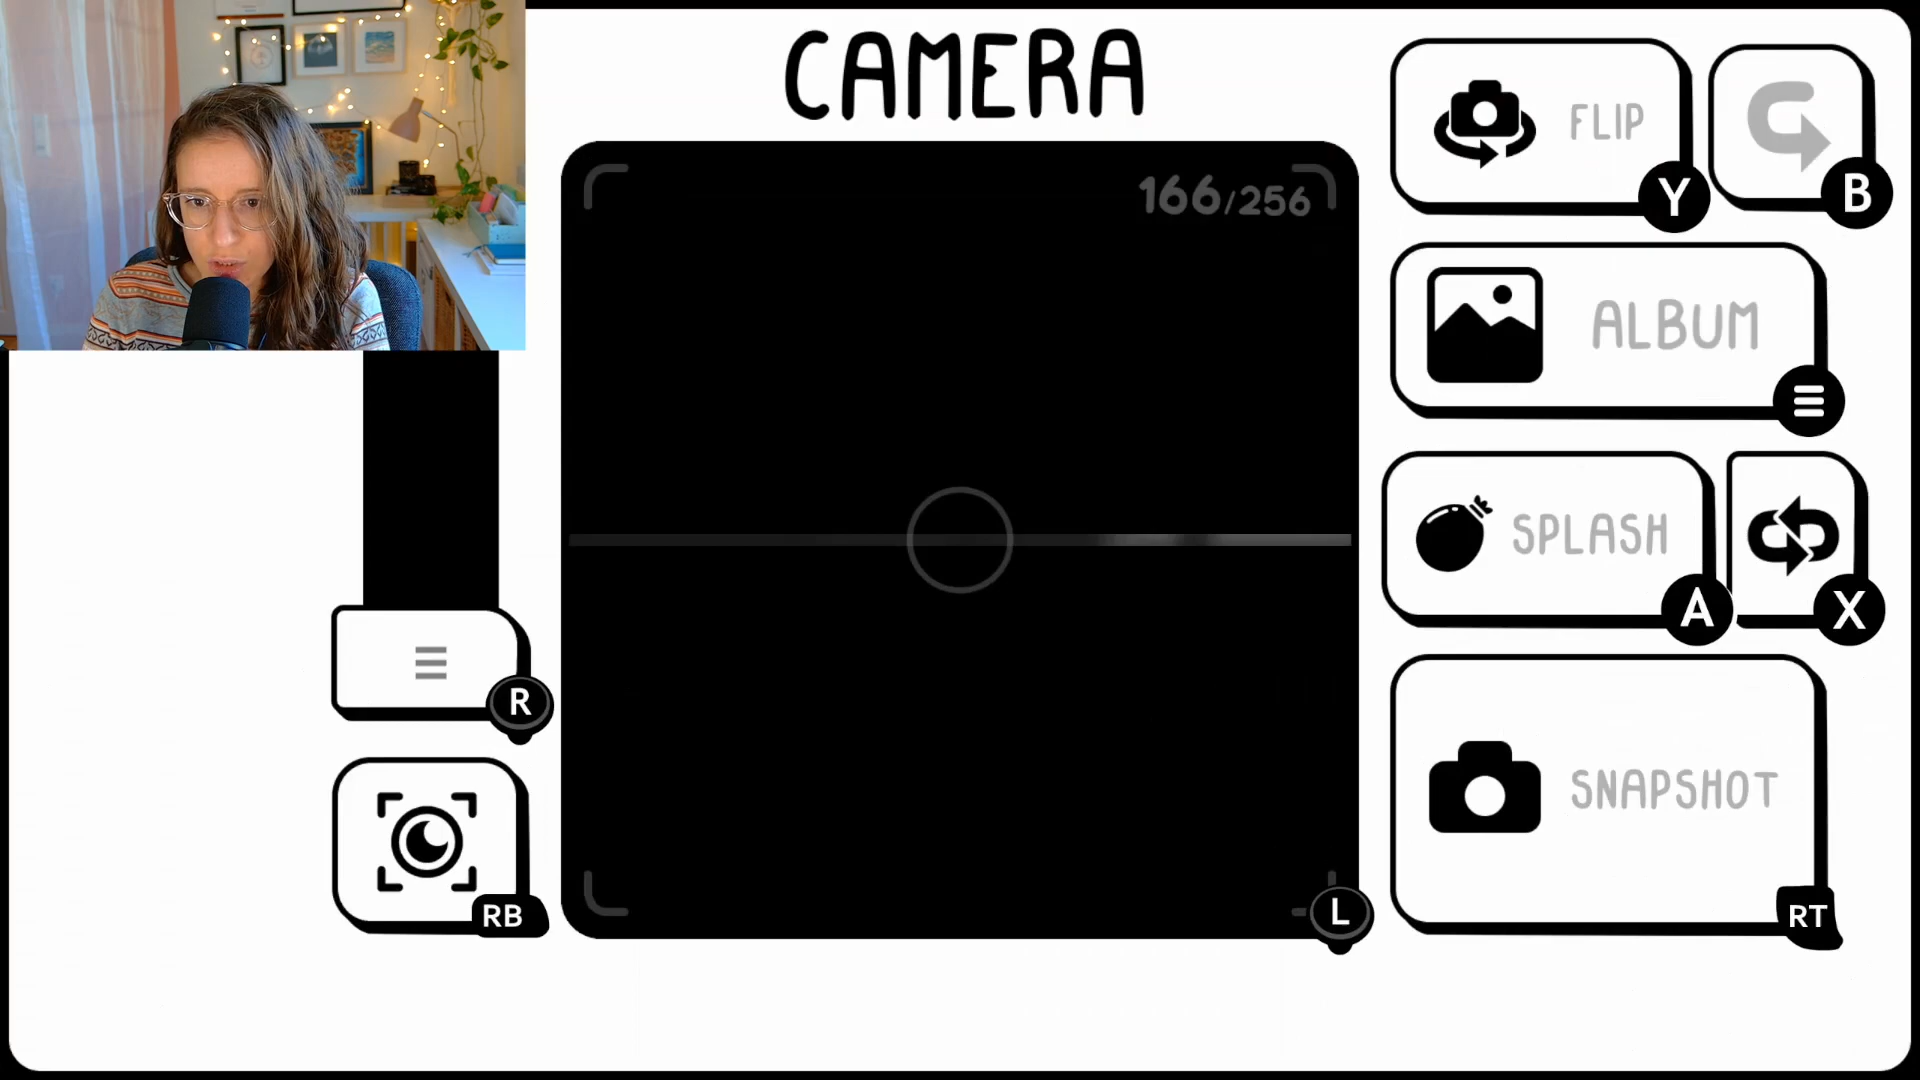 CAMERA
166/256
FLIP
Y
B
ALBUM
SPLASH
A
X
R
RB
L
SNAPSHOT
RT